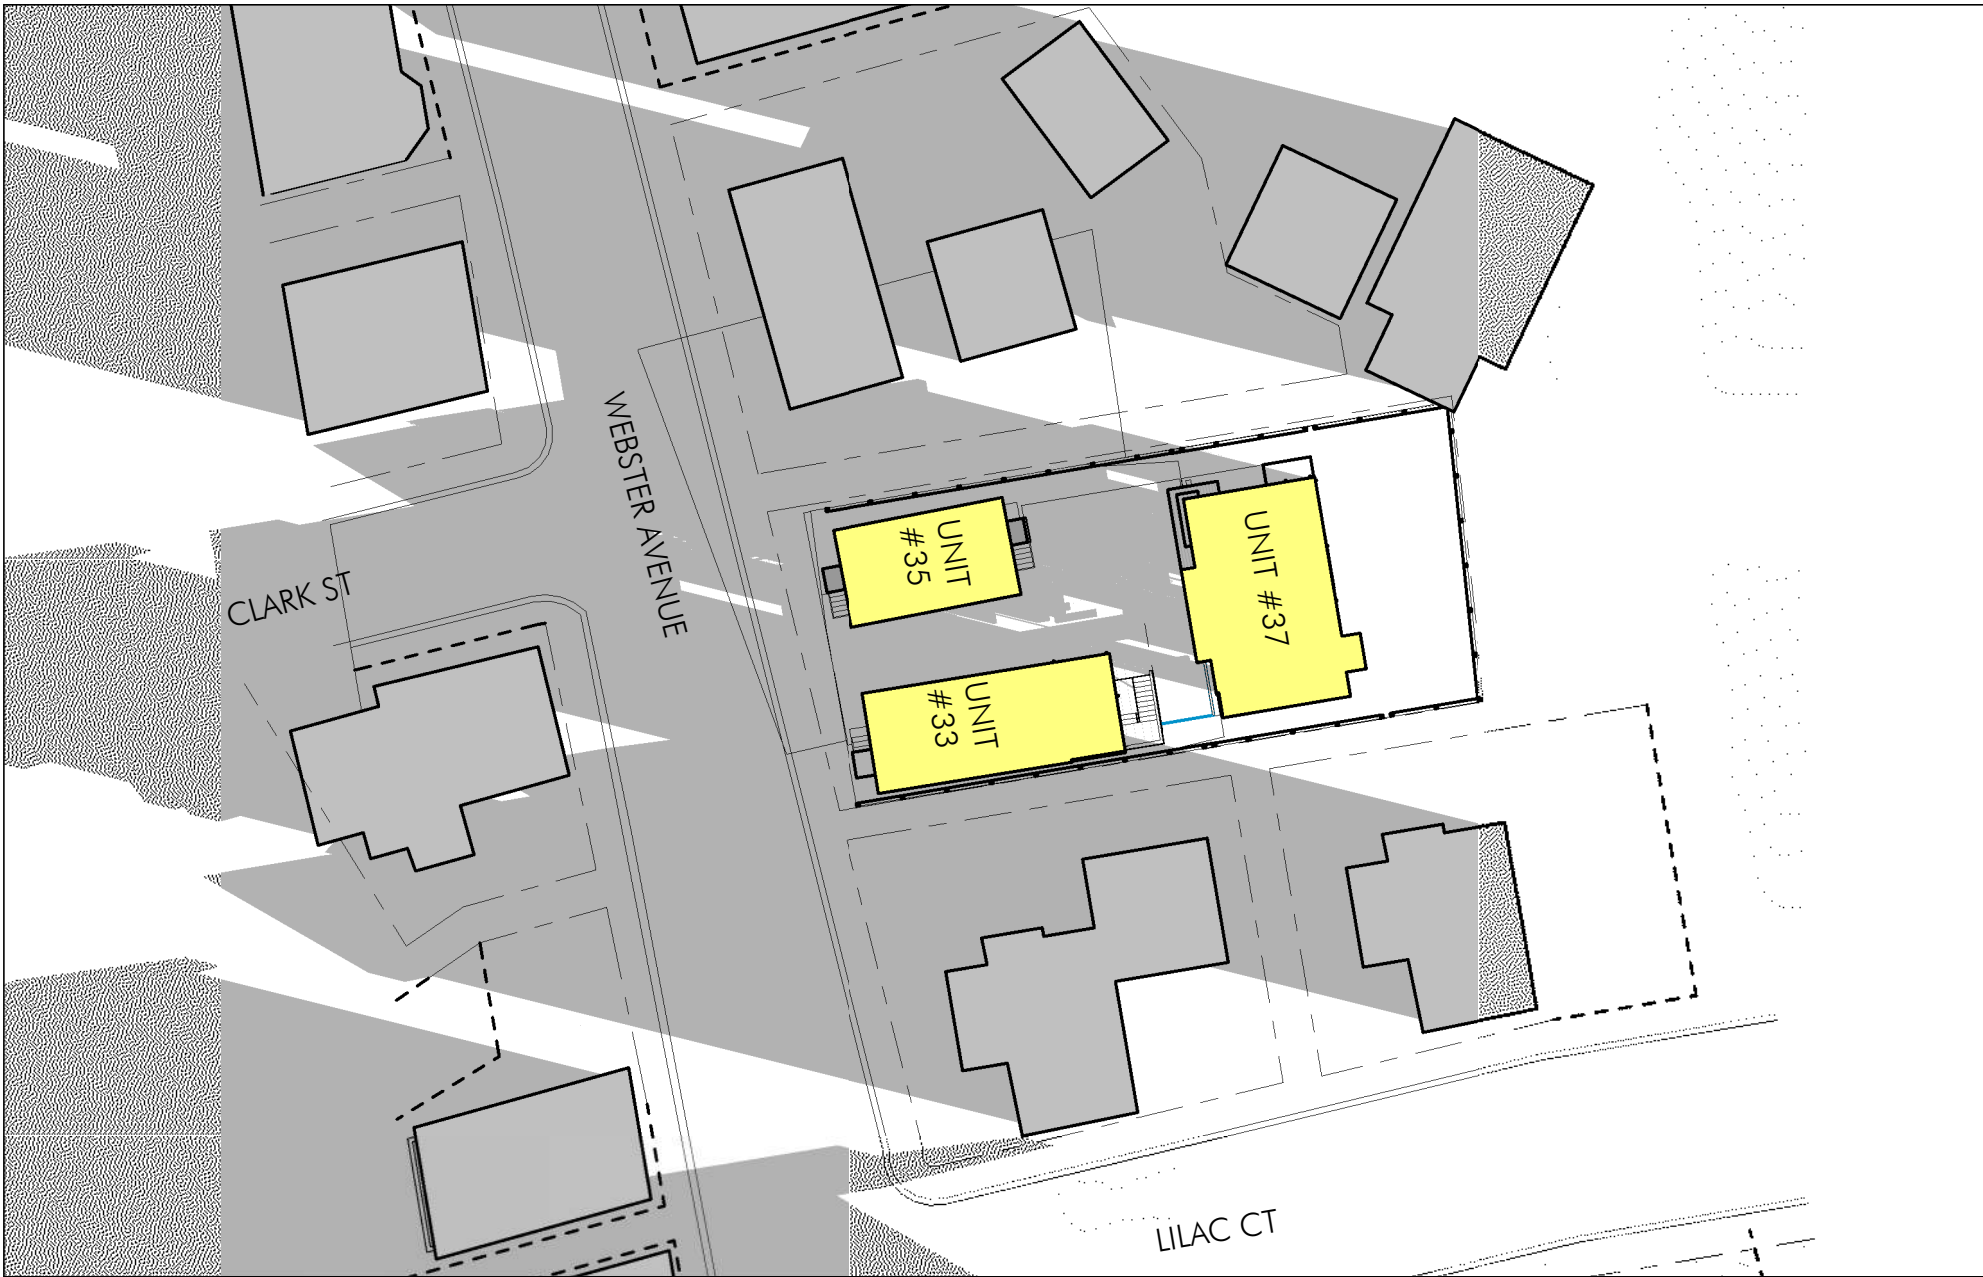 WEBSTER AVENUE
CLARK ST
UNIT
#35
UNIT #37
UNIT
#33
LILAC CT